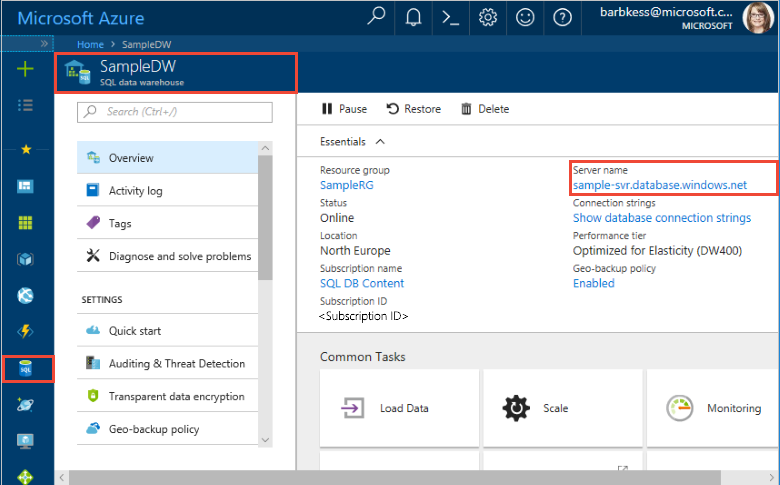 Microsoft Azure
barbkess@microsoft.c...
MICROSOFT
Home > SampleDW
SampleDW
SQL data warehouse
Search (Ctrl+/)
Overview
Activity log
Tags
Diagnose and solve problems
SETTINGS
Quick start
Auditing & Threat Detection
Transparent data encryption
Geo-backup policy
Pause
Restore
Delete
Essentials
Resource group
SampleRG
Status
Online
Location
North Europe
Subscription name
SQL DB Content
Subscription ID
<Subscription ID>
Server name
sample-svr.database.windows.net
Connection strings
Show database connection strings
Performance tier
Optimized for Elasticity (DW400)
Geo-backup policy
Enabled
Common Tasks
Load Data
Scale
Monitoring
SQL
SQL